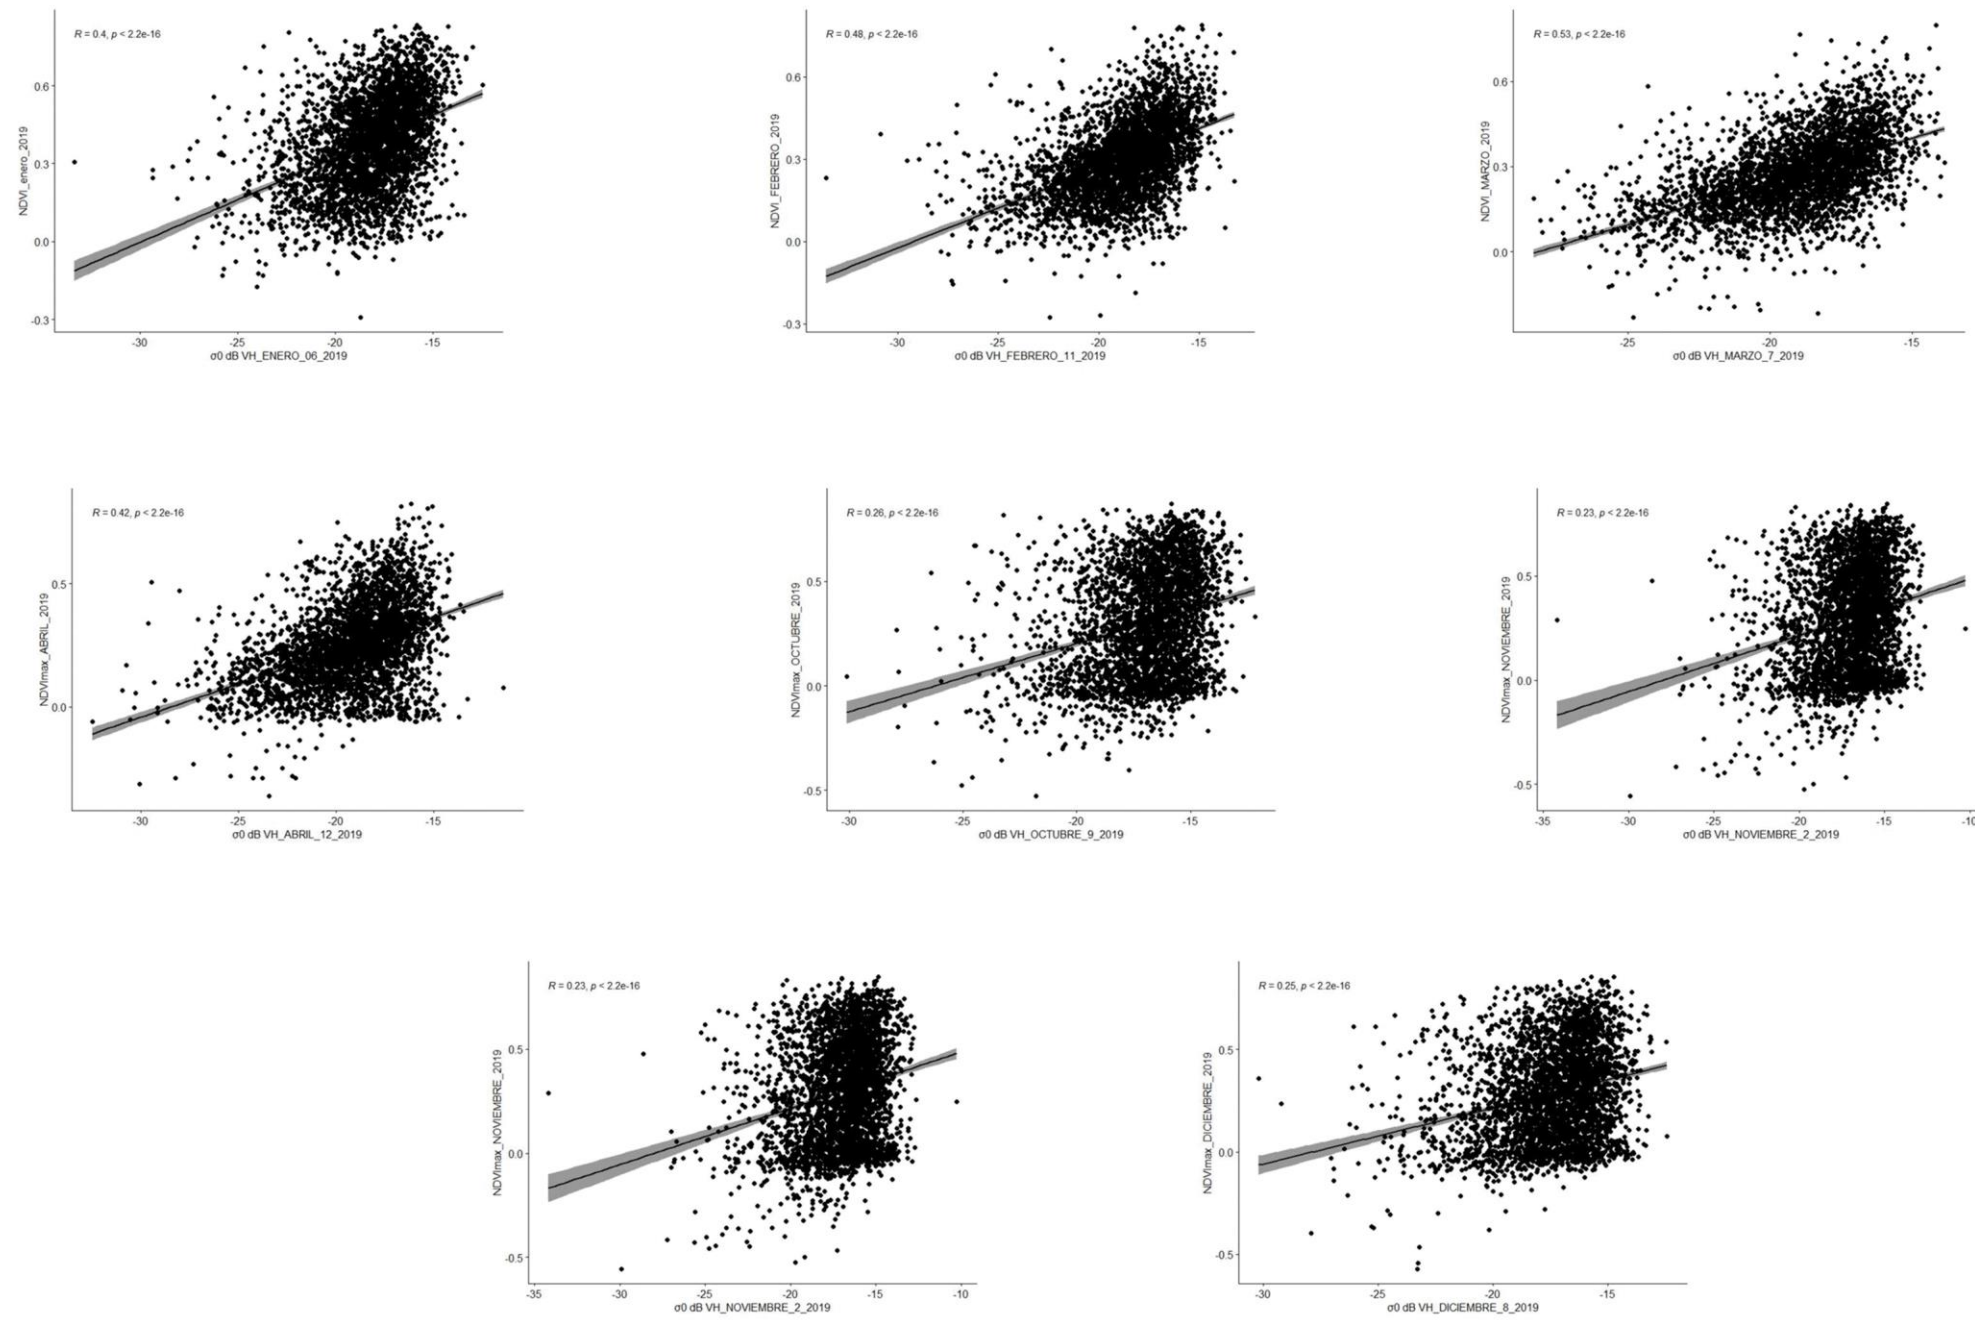 R = 0.4, p < 2.2e-16
NDVI_enero_2019
0.6
0.3
0.0
-0.3
-30 -25 -20 -15
σ0 dB VH_ENERO_06_2019
R = 0.48, p < 2.2e-16
NDVI_FEBRERO_2019
0.6
0.3
0.0
-0.3
-30 -25 -20 -15
σ0 dB VH_FEBRERO_11_2019
R = 0.53, p < 2.2e-16
NDVI_MARZO_2019
0.6
0.3
0.0
-25 -20 -15
σ0 dB VH_MARZO_7_2019
R = 0.42, p < 2.2e-16
NDVImax_ABRIL_2019
0.5
0.0
-30 -25 -20 -15
σ0 dB VH_ABRIL_12_2019
R = 0.26, p < 2.2e-16
NDVImax_OCTUBRE_2019
0.5
0.0
-0.5
-30 -25 -20 -15
σ0 dB VH_OCTUBRE_9_2019
R = 0.23, p < 2.2e-16
NDVImax_NOVIEMBRE_2019
0.5
0.0
-0.5
-35 -30 -25 -20 -15 -10
σ0 dB VH_NOVIEMBRE_2_2019
R = 0.23, p < 2.2e-16
NDVImax_NOVIEMBRE_2019
0.5
0.0
-0.5
-35 -30 -25 -20 -15 -10
σ0 dB VH_NOVIEMBRE_2_2019
R = 0.25, p < 2.2e-16
NDVImax_DICIEMBRE_2019
0.5
0.0
-0.5
-30 -25 -20 -15
σ0 dB VH_DICIEMBRE_8_2019